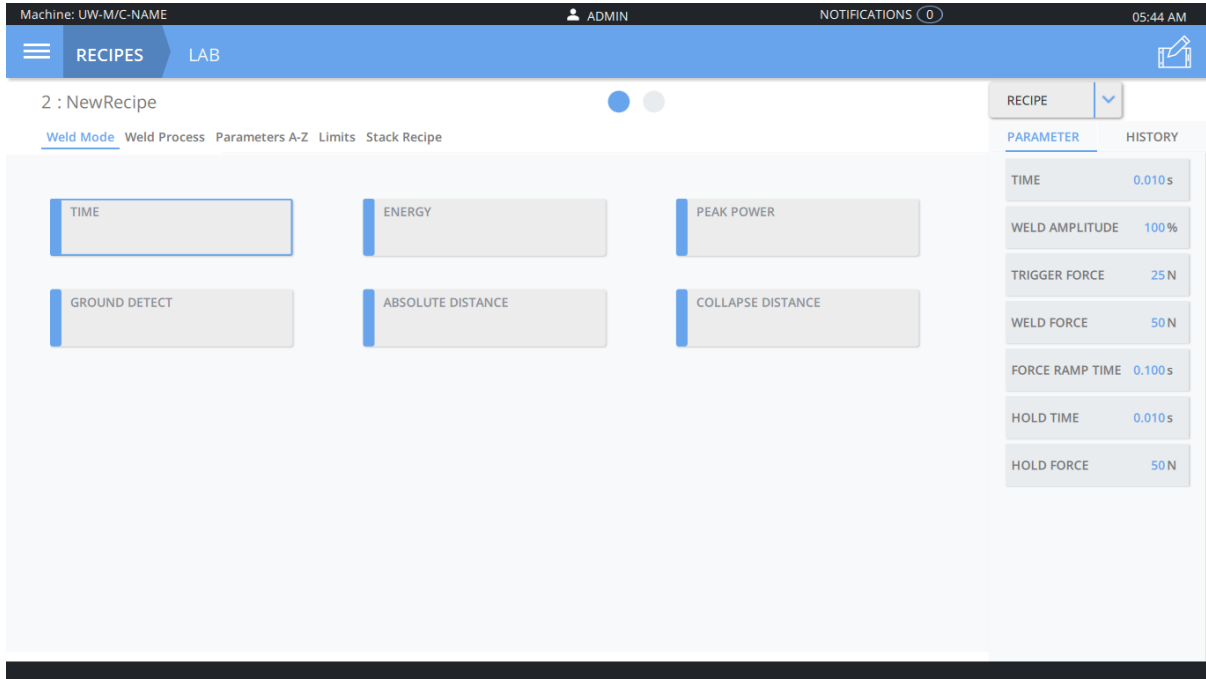 Machine: UW-M/C-NAME ADMIN NOTIFICATIONS 0 05:44 AM
RECIPES LAB
2 : NewRecipe
Weld Mode Weld Process Parameters A-Z Limits Stack Recipe
TIME ENERGY PEAK POWER
GROUND DETECT ABSOLUTE DISTANCE COLLAPSE DISTANCE
RECIPE
PARAMETER HISTORY
TIME 0.010 s
WELD AMPLITUDE 100 %
TRIGGER FORCE 25 N
WELD FORCE 50 N
FORCE RAMP TIME 0.100 s
HOLD TIME 0.010 s
HOLD FORCE 50 N